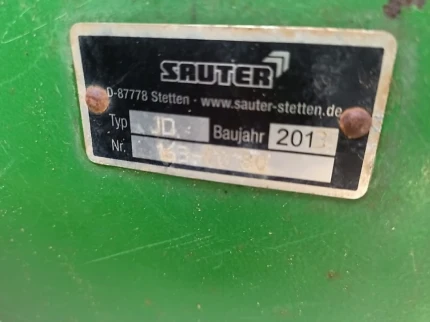 SAUTER
D-87778 Stetten - www.sauter-stetten.de
Typ JD Baujahr
Nr.